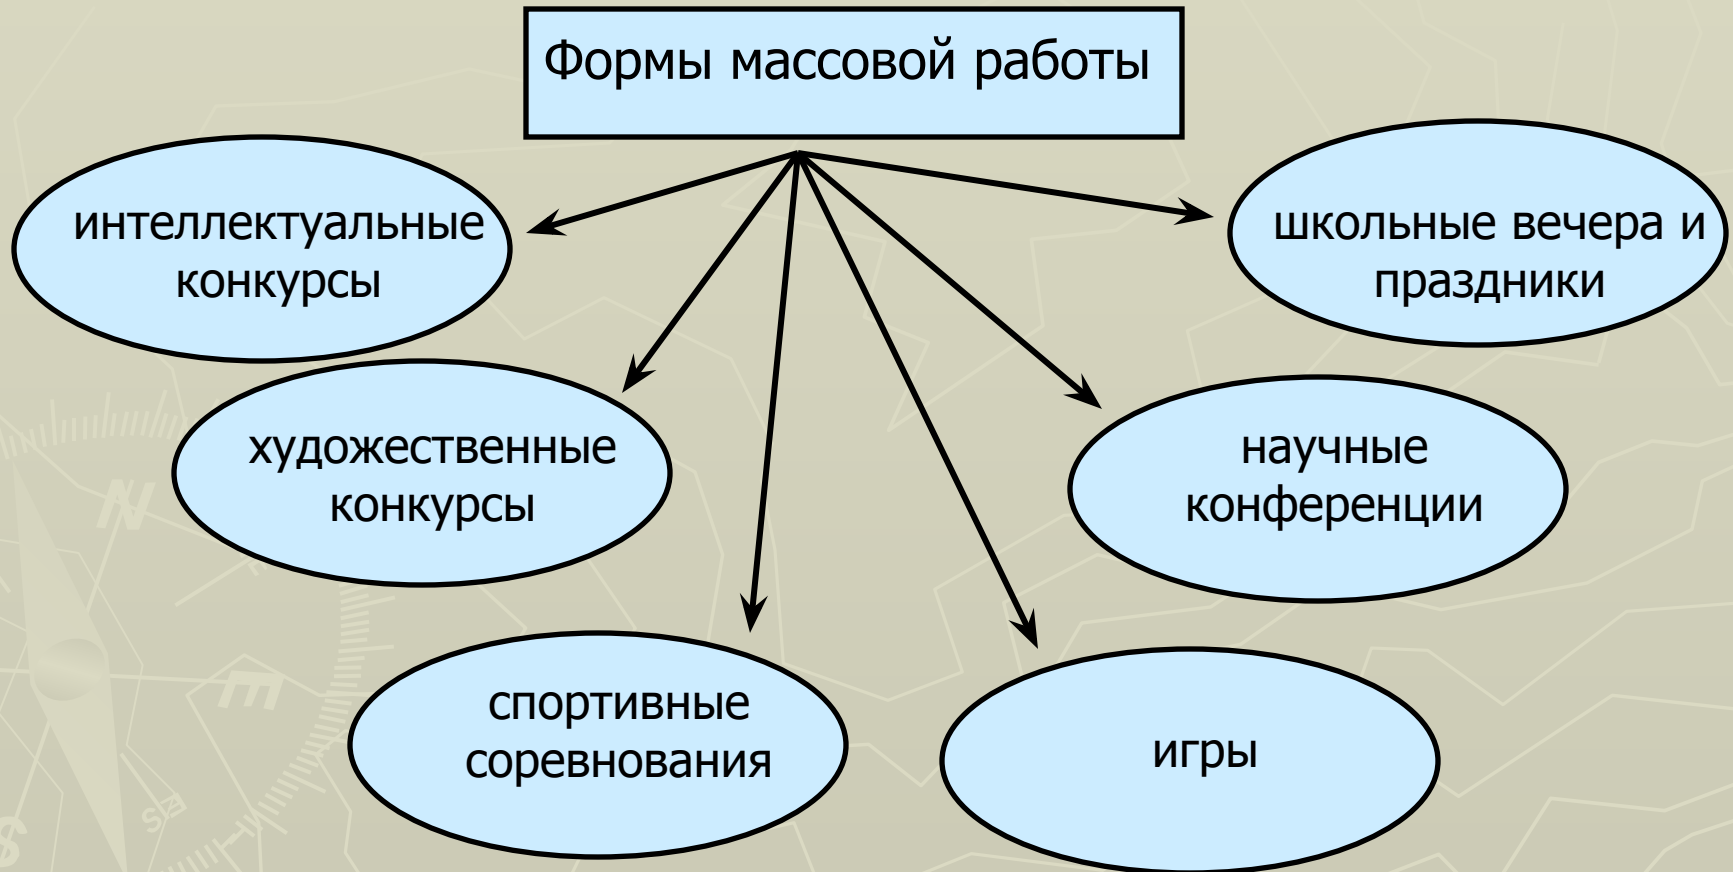 Формы массовой работы
интеллектуальные
конкурсы
школьные вечера и
праздники
художественные
конкурсы
научные
конференции
спортивные
соревнования
игры
N
E
S